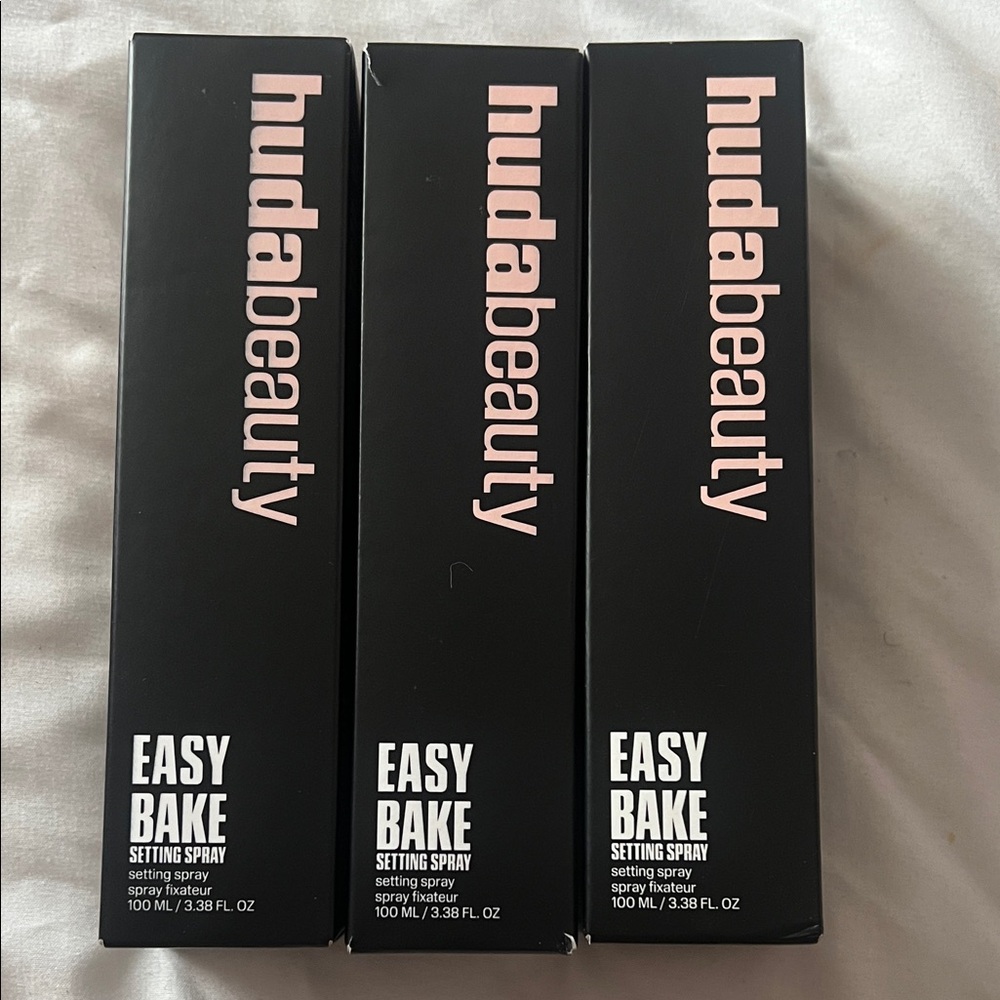 hudabeauty
EASY
BAKE
SETTING SPRAY
setting spray
spray fixateur
100 ML / 3.38 FL. OZ
hudabeauty
EASY
BAKE
SETTING SPRAY
setting spray
spray fixateur
100 ML / 3.38 FL. OZ
hudabeauty
EASY
BAKE
SETTING SPRAY
setting spray
spray fixateur
100 ML / 3.38 FL. OZ